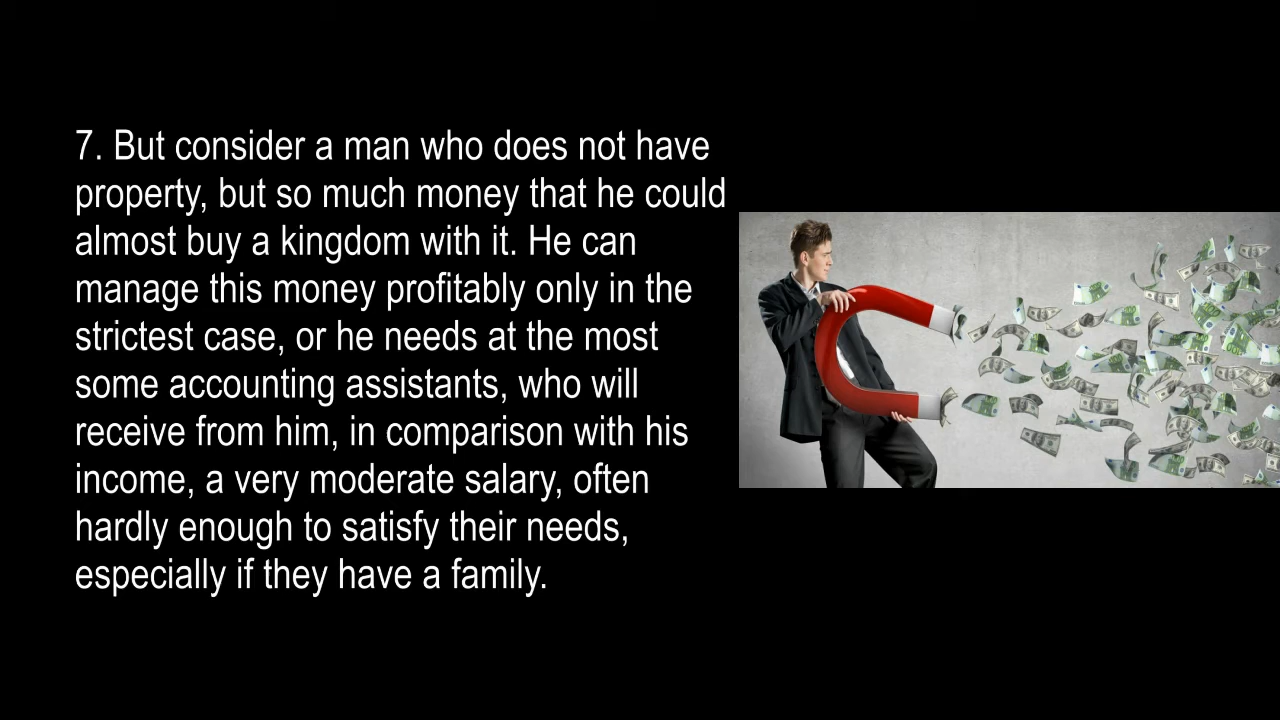 7. But consider a man who does not have
property, but so much money that he could
almost buy a kingdom with it. He can
manage this money profitably only in the
strictest case, or he needs at the most
some accounting assistants, who will
receive from him, in comparison with his
income, a very moderate salary, often
hardly enough to satisfy their needs,
especially if they have a family.